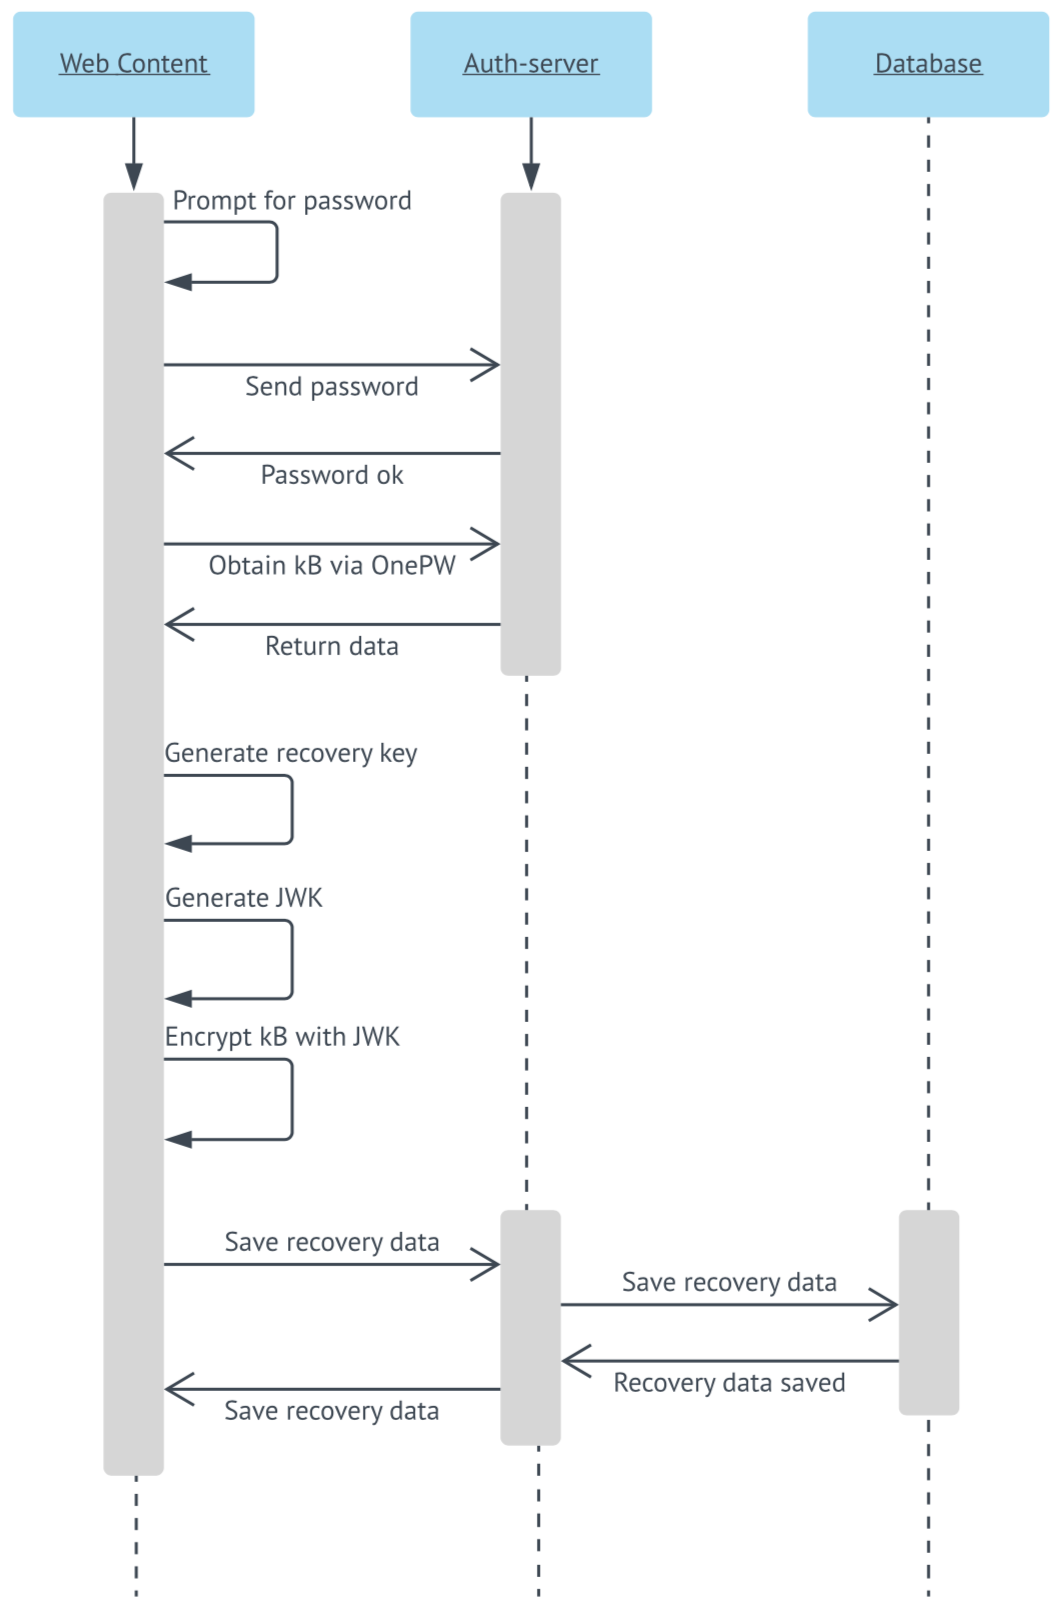 Web Content
Auth-server
Database
Prompt for password
Send password
Password ok
Obtain kB via OnePW
Return data
Generate recovery key
Generate JWK
Encrypt kB with JWK
Save recovery data
Save recovery data
Recovery data saved
Save recovery data